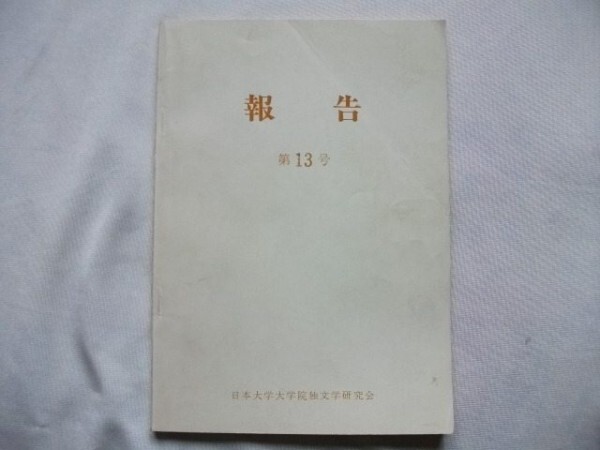 報 告
第13号
日本大学大学院独文学研究会